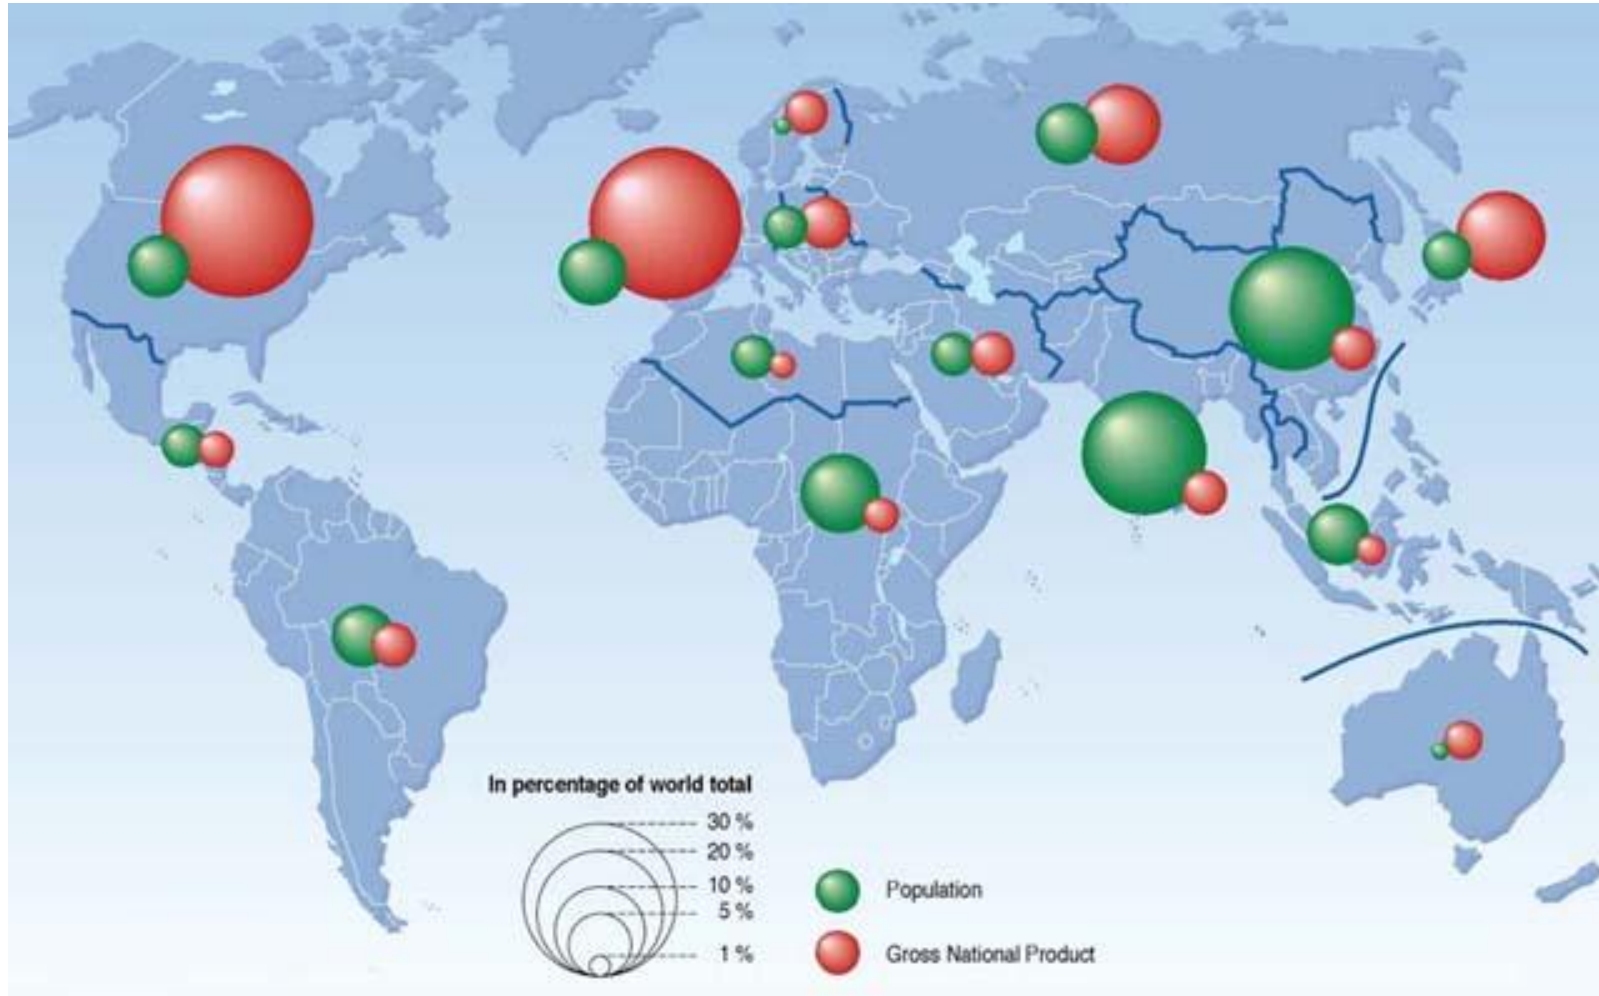 In percentage of world total
30 %
20 %
10 %
5 %
1 %
Population
Gross National Product